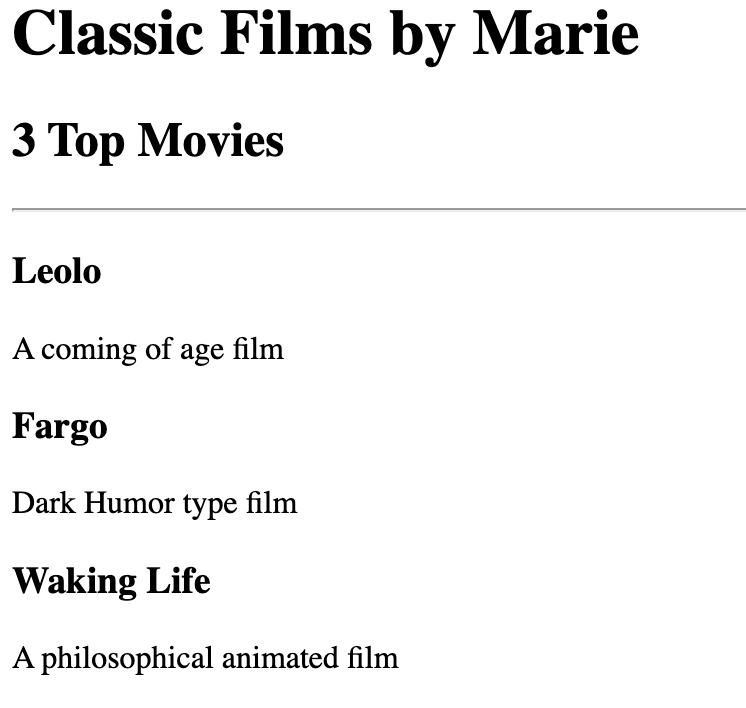 Classic Films by Marie
3 Top Movies
Leolo
A coming of age film
Fargo
Dark Humor type film
Waking Life
A philosophical animated film